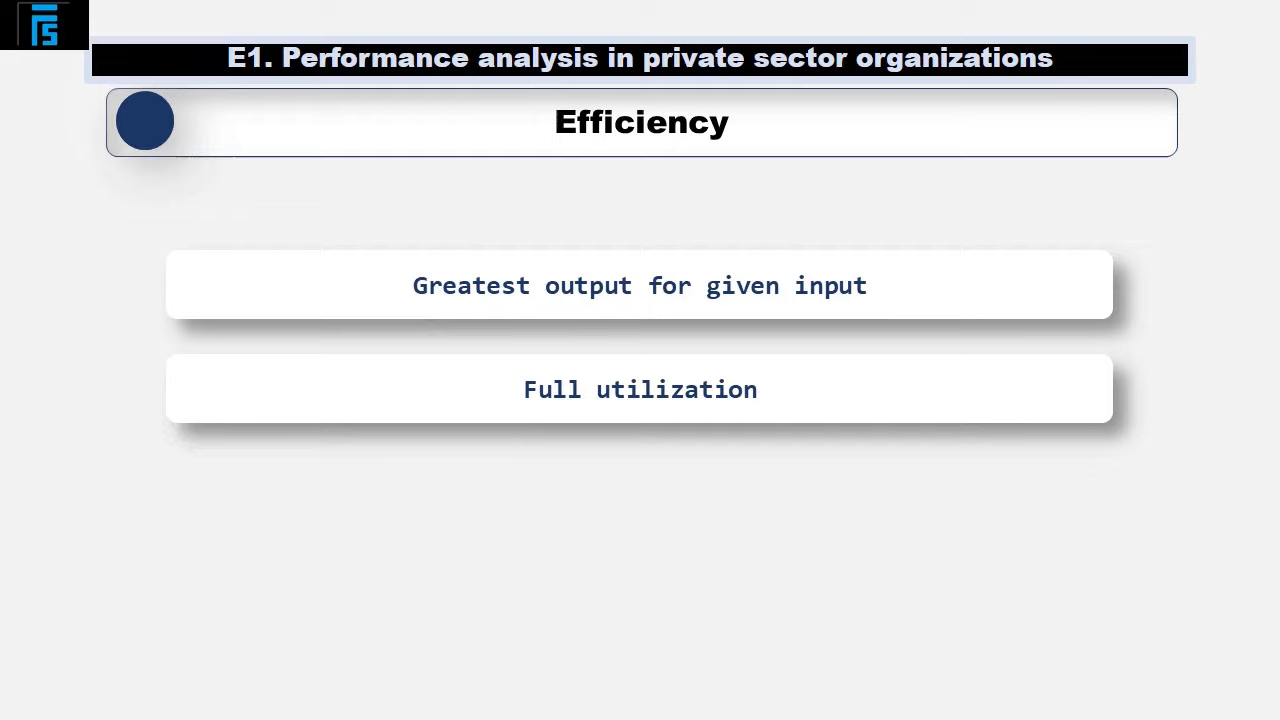 E1. Performance analysis in private sector organizations
Efficiency
Greatest output for given input
Full utilization